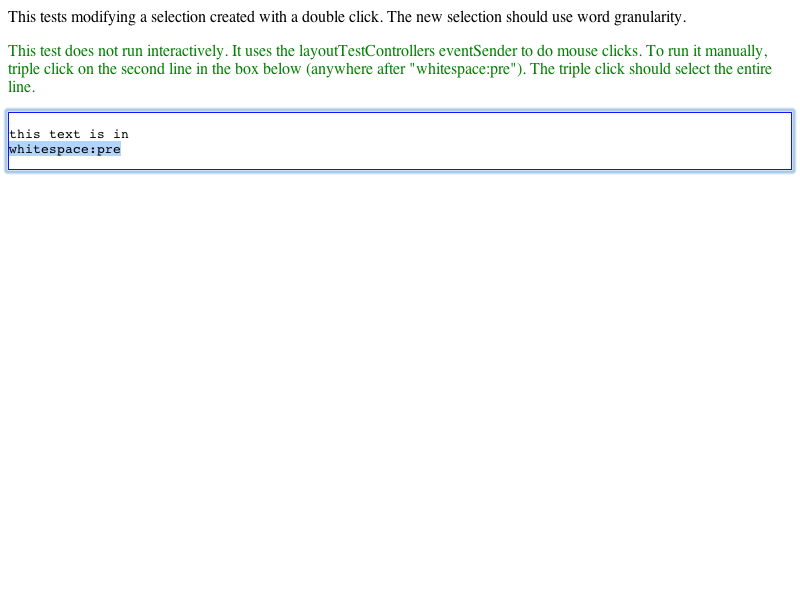 This tests modifying a selection created with a double click. The new selection should use word granularity.
This test does not run interactively. It uses the layoutTestControllers eventSender to do mouse clicks. To run it manually,
triple click on the second line in the box below (anywhere after "whitespace:pre"). The triple click should select the entire
line.
this text is in
whitespace:pre